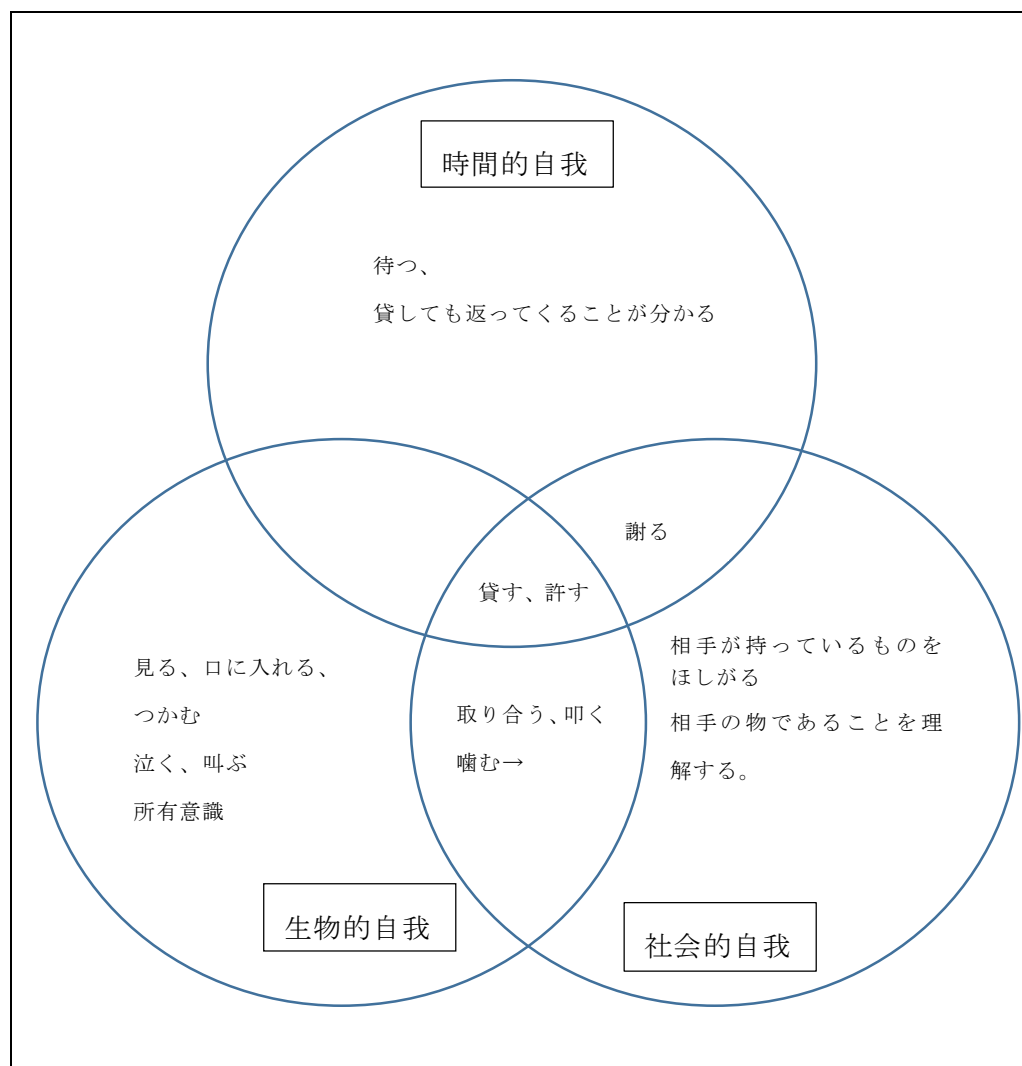 時間的自我
待つ、
貸しても返ってくることが分かる
謝る
貸す、許す
見る、口に入れる、
つかむ
泣く、叫ぶ
所有意識
取り合う、叩く
噛む→
相手が持っているものを
ほしがる
相手の物であることを理
解する。
生物的自我
社会的自我